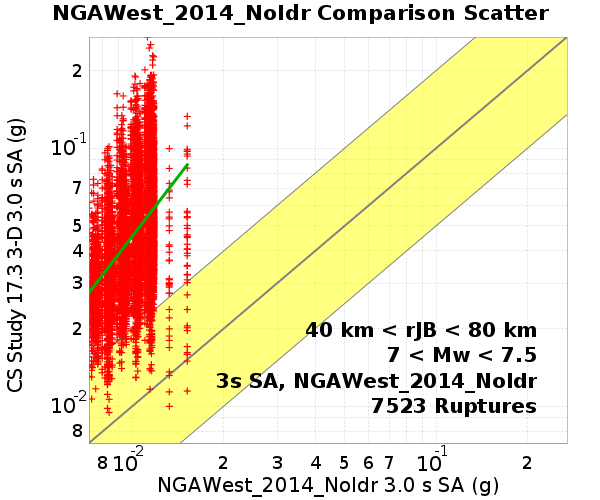 NGAWest_2014_NoIdr Comparison Scatter
CS Study 17.3 3-D 3.0 s SA (g)
2
10-1
7
5
4
3
2
10-2
8
40 km < rJB < 80 km
7 < Mw < 7.5
3s SA, NGAWest_2014_NoIdr
7523 Ruptures
8 10-2 2 3 4 5 6 7 10-1 2
NGAWest_2014_NoIdr 3.0 s SA (g)